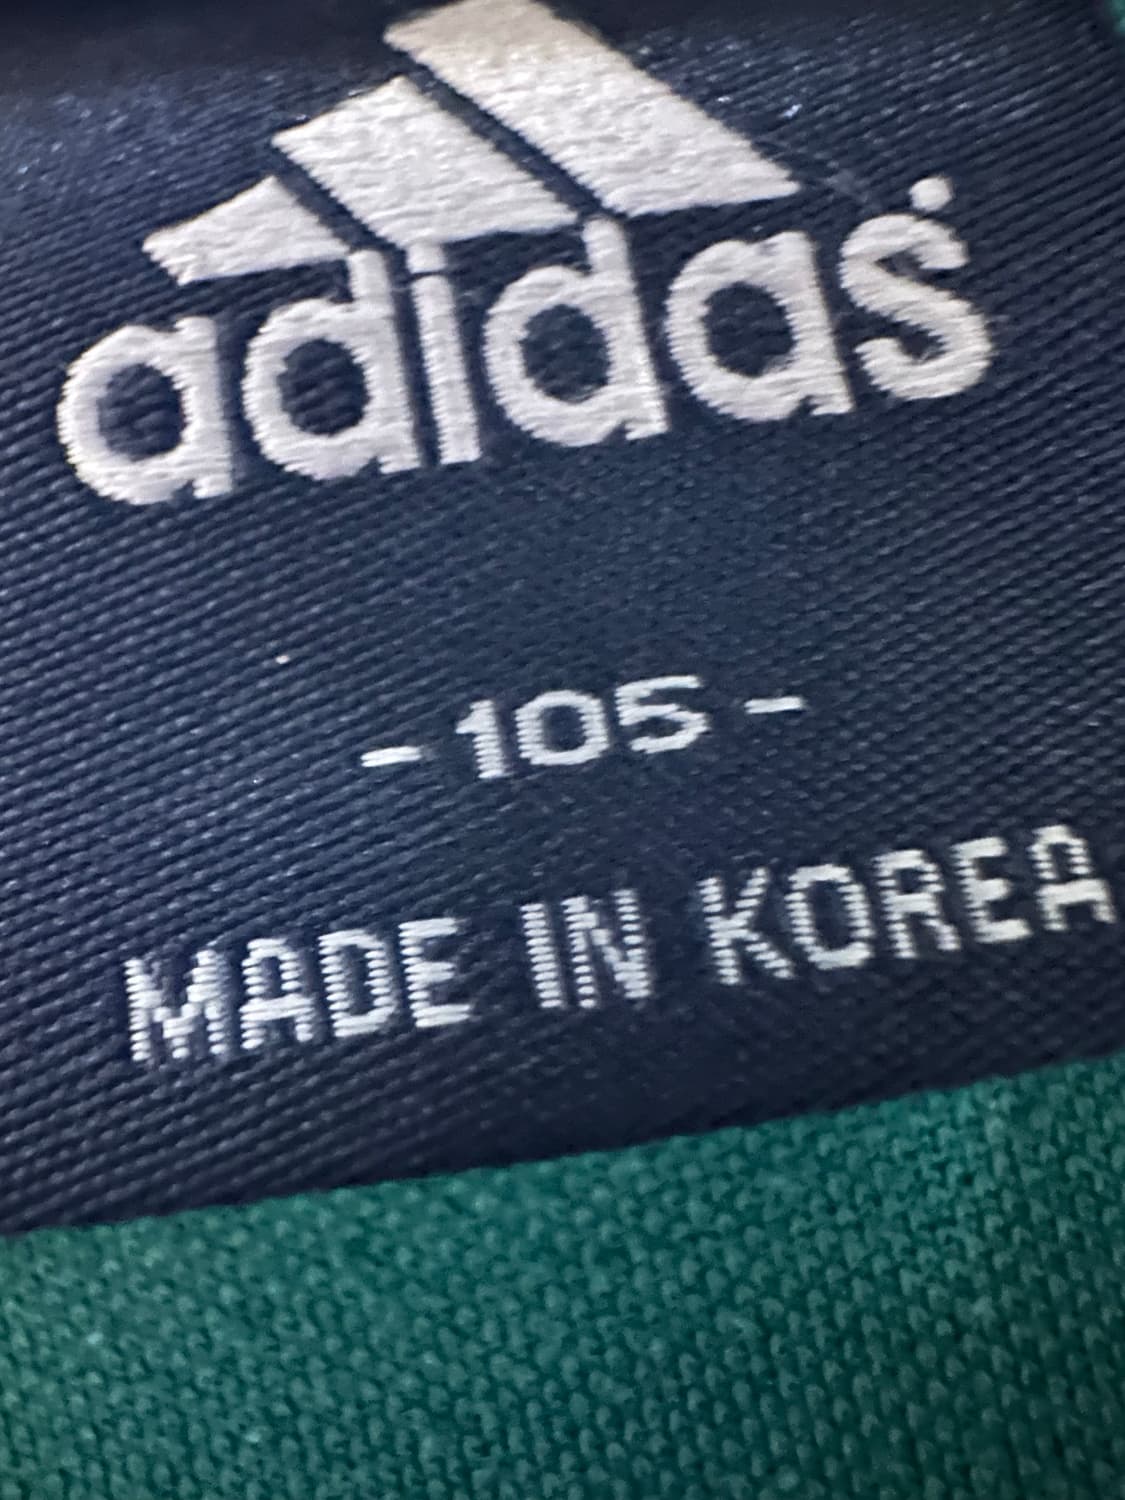 adidas
- 105 -
MADE IN KOREA